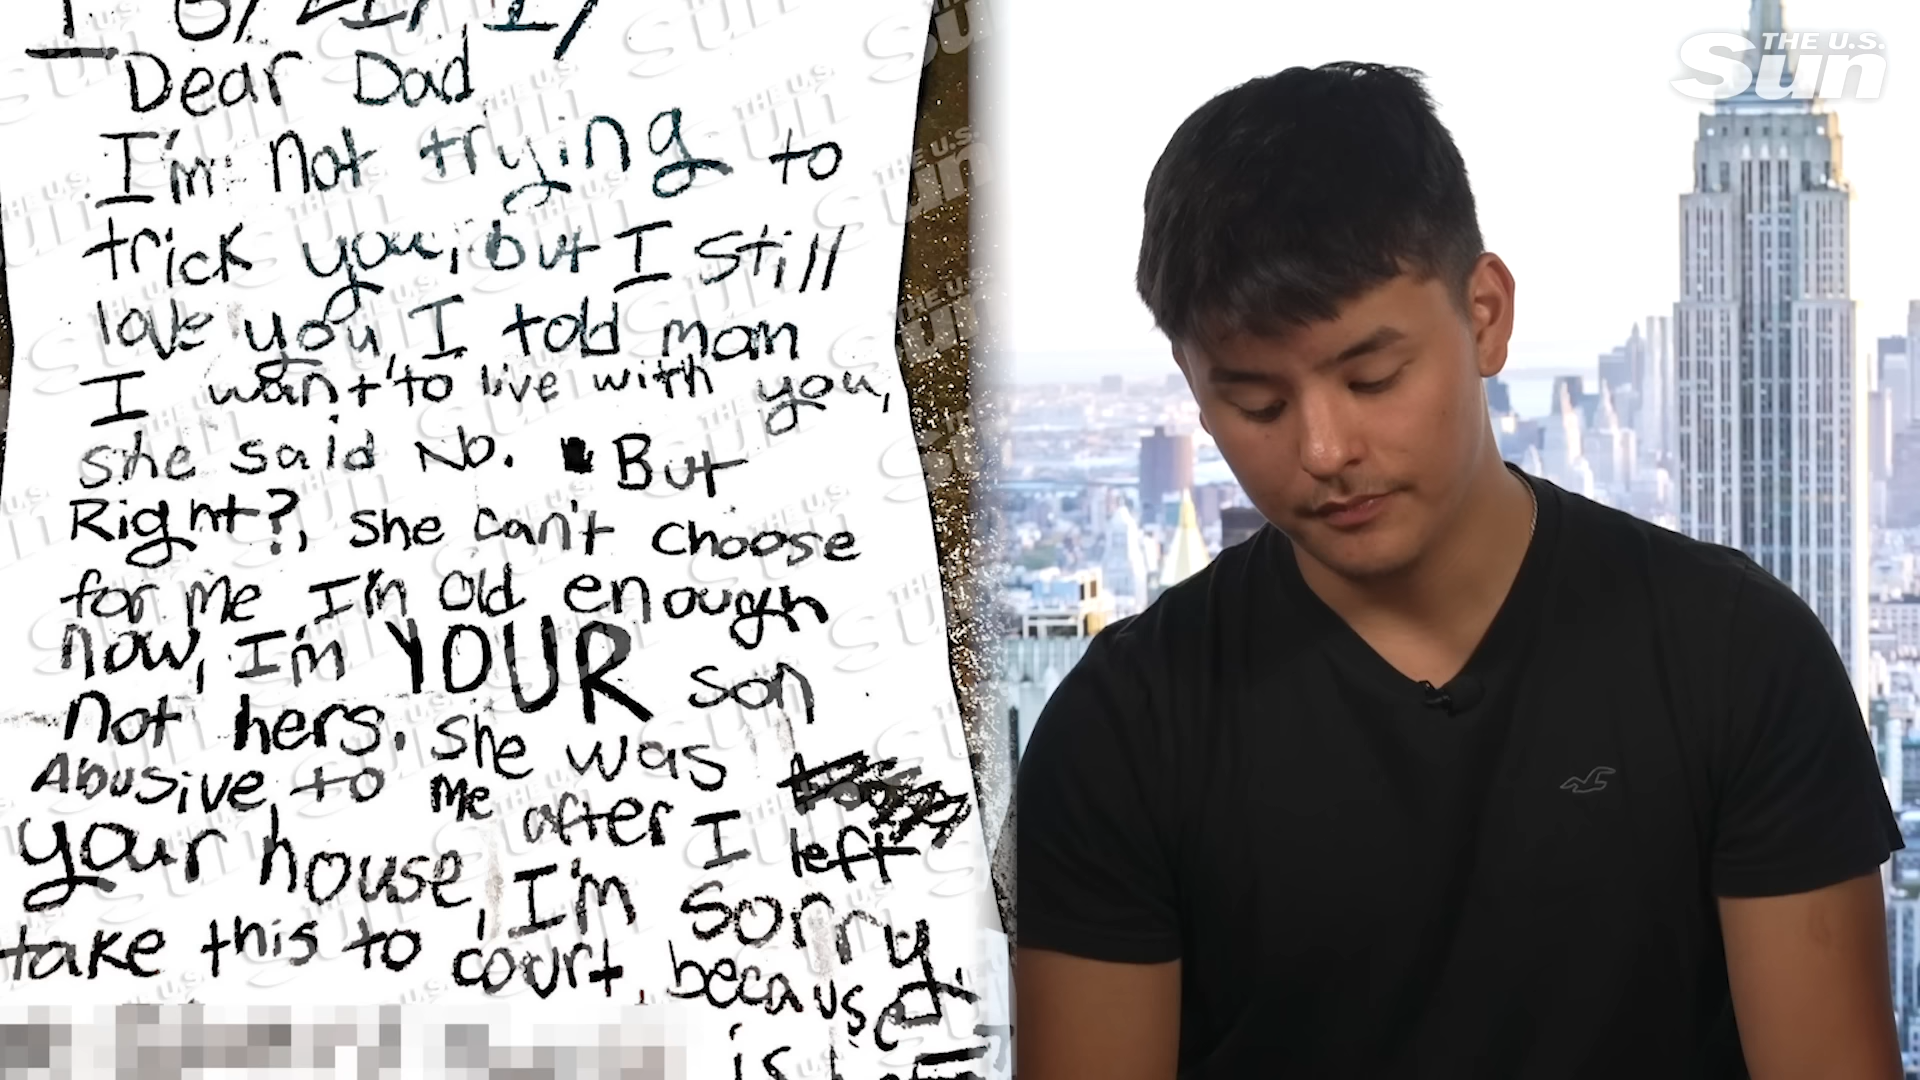 Dear Dad
I'm not trying to
trick you, but I still
love you, I told mom
I want to live with you,
she said No. But
Right?, she can't choose
for me I'm old enough
now, I'm YOUR son
not hers. she was
Abusive, to me after I left
your house, I'm sorry,
take this to court because
THE U.S.
Sun